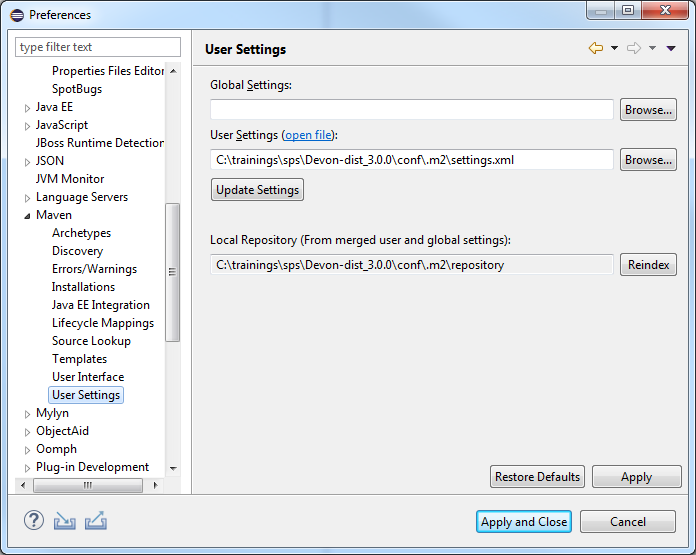 Preferences
type filter text
Properties Files Editor
SpotBugs
Java EE
JavaScript
JBoss Runtime Detection
JSON
JVM Monitor
Language Servers
Maven
Archetypes
Discovery
Errors/Warnings
Installations
Java EE Integration
Lifecycle Mappings
Source Lookup
Templates
User Interface
User Settings
Mylyn
ObjectAid
Oomph
Plug-in Development
User Settings
Global Settings:
Browse...
User Settings (open file):
C:\trainings\sps\Devon-dist_3.0.0\conf\.m2\settings.xml
Browse...
Update Settings
Local Repository (From merged user and global settings):
C:\trainings\sps\Devon-dist_3.0.0\conf\.m2\repository
Reindex
Restore Defaults
Apply
Apply and Close
Cancel